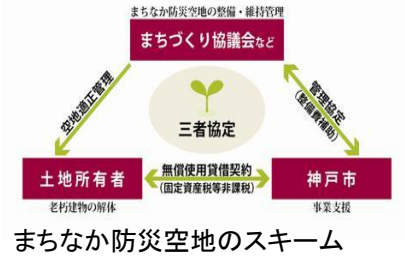 まちなか防災空地の整備・維持管理
まちづくり協議会など
空地適正管理
管理協定
(整備費補助)
三者協定
土地所有者
無償使用貸借契約
(固定資産税等非課税)
神戸市
老朽建物の解体
事業支援
まちなか防災空地のスキーム